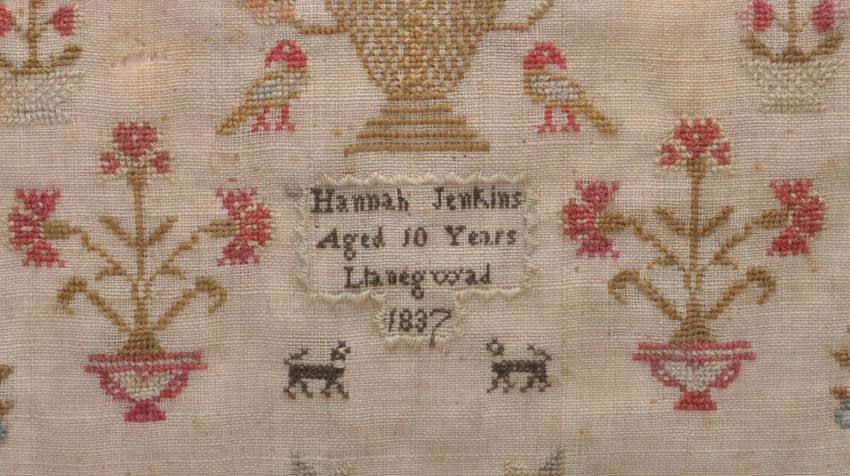 Hannah Jenkins
Aged 10 Years
Llanegwad
1837